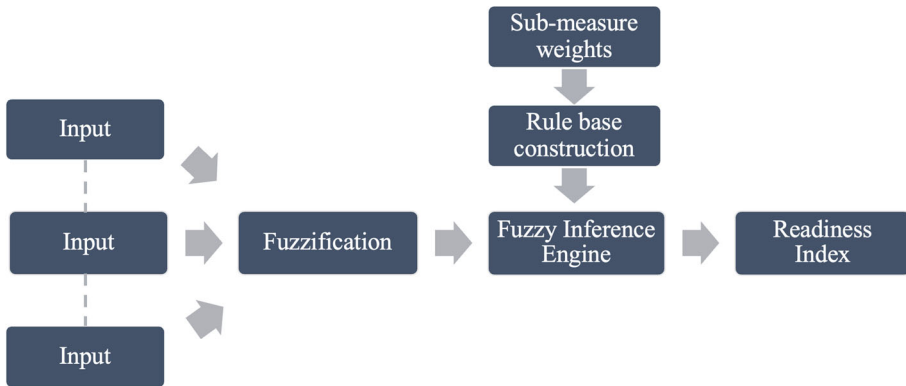 Sub-measure
weights
Input
Rule base
construction
Input
Fuzzification
Fuzzy Inference
Engine
Readiness
Index
Input